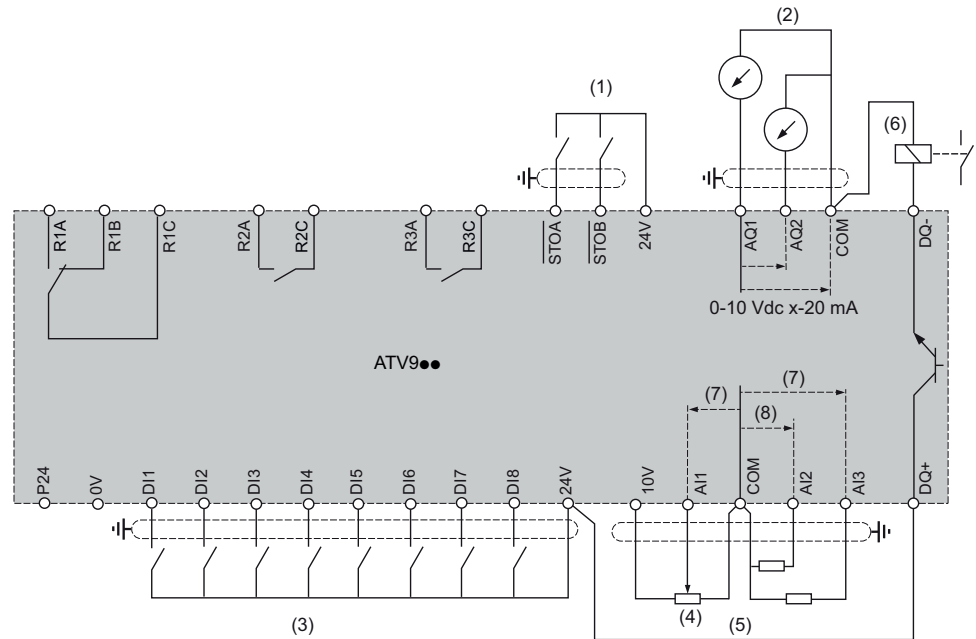 (2)
(1)
(6)
R1A
R1B
R1C
R2A
R2C
R3A
R3C
STOA
STOB
24V
AQ1
AQ2
COM
DQ-
0-10 Vdc x-20 mA
ATV9●●
(7)
(7)
(8)
P24
0V
DI1
DI2
DI3
DI4
DI5
DI6
DI7
DI8
24V
10V
AI1
COM
AI2
AI3
DQ+
(3)
(4)
(5)